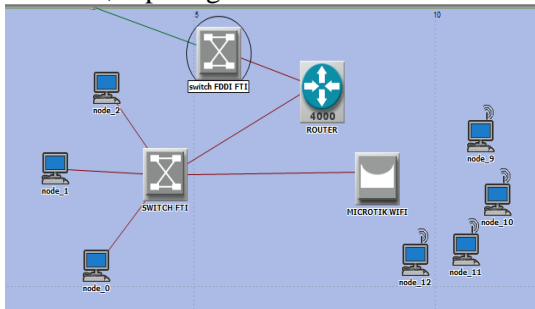 5
10
switch FDDI FTI
node_2
4000
ROUTER
node_9
node_1
SWITCH FTI
MICROTIK WIFI
node_10
node_11
node_12
node_0